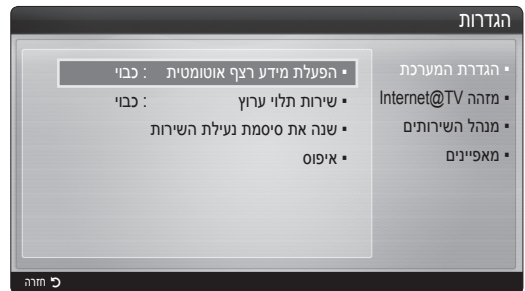 הגדרות
▪ הגדרת המערכת
▪ מזהה Internet@TV
▪ מנהל השירותים
▪ מאפיינים
▪ הפעלת מידע רצף אוטומטית : כבוי
▪ שירות תלוי ערוץ : כבוי
▪ שנה את סיסמת נעילת השירות
▪ איפוס
חזרה